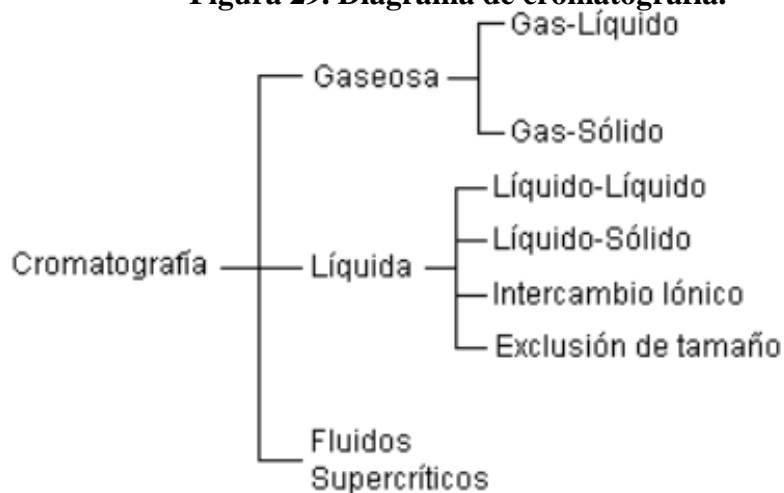 Figura 29. Diagrama de cromatografía.
Gas-Líquido
Gaseosa
Gas-Sólido
Líquido-Líquido
Líquido-Sólido
Cromatografía
Líquida
Intercambio Iónico
Exclusión de tamaño
Fluidos
Supercríticos